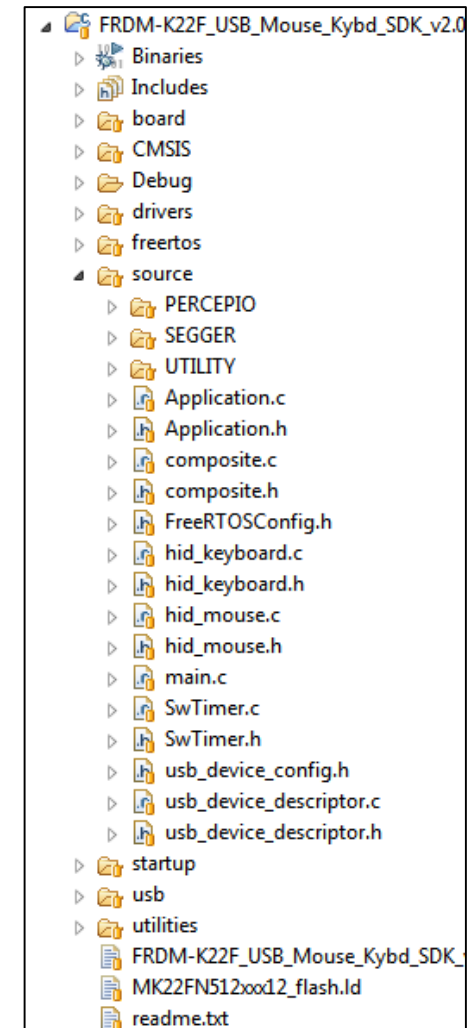 FRDM-K22F_USB_Mouse_Kybd_SDK_v2.0
Binaries
Includes
board
CMSIS
Debug
drivers
freertos
source
PERCEPIO
SEGGER
UTILITY
Application.c
Application.h
composite.c
composite.h
FreeRTOSConfig.h
hid_keyboard.c
hid_keyboard.h
hid_mouse.c
hid_mouse.h
main.c
SwTimer.c
SwTimer.h
usb_device_config.h
usb_device_descriptor.c
usb_device_descriptor.h
startup
usb
utilities
FRDM-K22F_USB_Mouse_Kybd_SDK_
MK22FN512xxx12_flash.ld
readme.txt